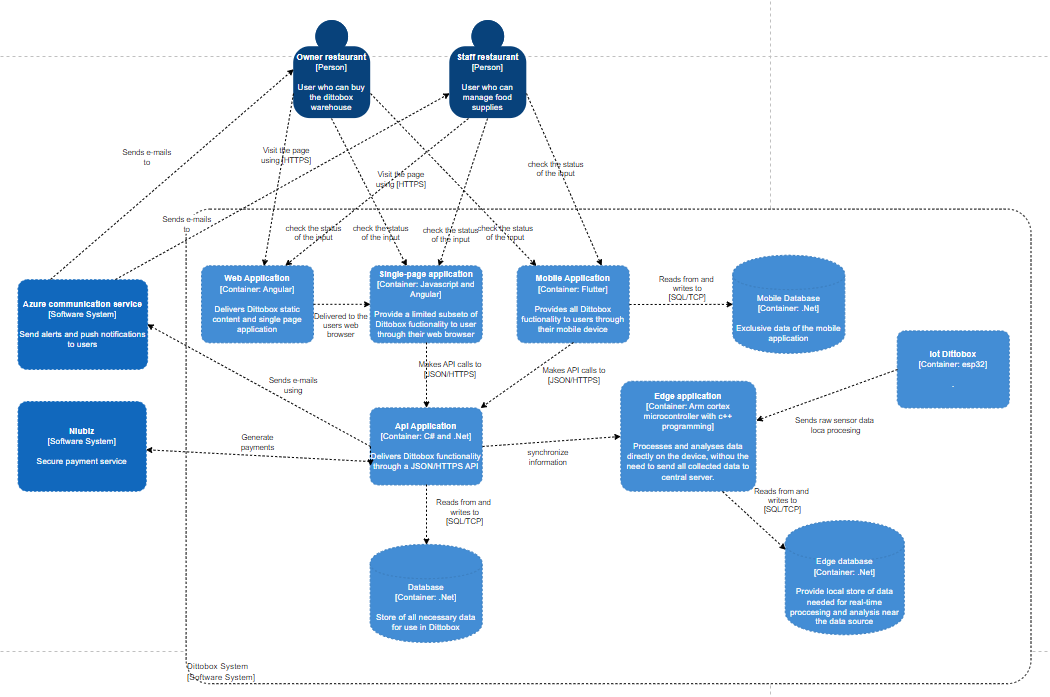 Owner restaurant
[Person]
User who can buy
the dittobox
warehouse
Staff restaurant
[Person]
User who can
manage food
supplies
Sends e-mails
to
Visit the page
using [HTTPS]
Visit the page
using [HTTPS]
check the status
of the input
Sends e-mails
to
check the status
of the input
check the status
of the input
check the status
of the input
check the status
of the input
Azure communication service
[Software System]
Send alerts and push notifications
to users
Web Application
[Container: Angular]
Delivers Dittobox static
content and single page
application
Delivered to the
users web
browser
Single-page application
[Container: Javascript and
Angular]
Provide a limited subsets of
Dittobox fuctionality to user
through their web browser
Mobile Application
[Container: Flutter]
Provides all Dittobox
fuctionality to users through
their mobile device
Reads from and
writes to
[SQL/TCP]
Mobile Database
[Container: .Net]
Exclusive data of the mobile
application
Iot Dittobox
[Container: esp32]
.
Makes API calls to
[JSON/HTTPS]
Makes API calls to
[JSON/HTTPS]
Sends e-mails
using
Niubiz
[Software System]
Secure payment service
Generate
payments
Api Application
[Container: C# and .Net]
Delivers Dittobox functionality
through a JSON/HTTPS API
synchronize
information
Edge application
[Container: Arm cortex
microcontroller with c++
programming]
Processes and analyses data
directly on the device, without the
need to send all collected data to
central server.
Sends raw sensor data
loca procesing
Reads from and
writes to
[SQL/TCP]
Reads from and
writes to
[SQL/TCP]
Database
[Container: .Net]
Store of all necessary data
for use in Dittobox
Edge database
[Container: .Net]
Provide local store of data
needed for real-time
proccesing and analysis near
the data source
Dittobox System
[Software System]